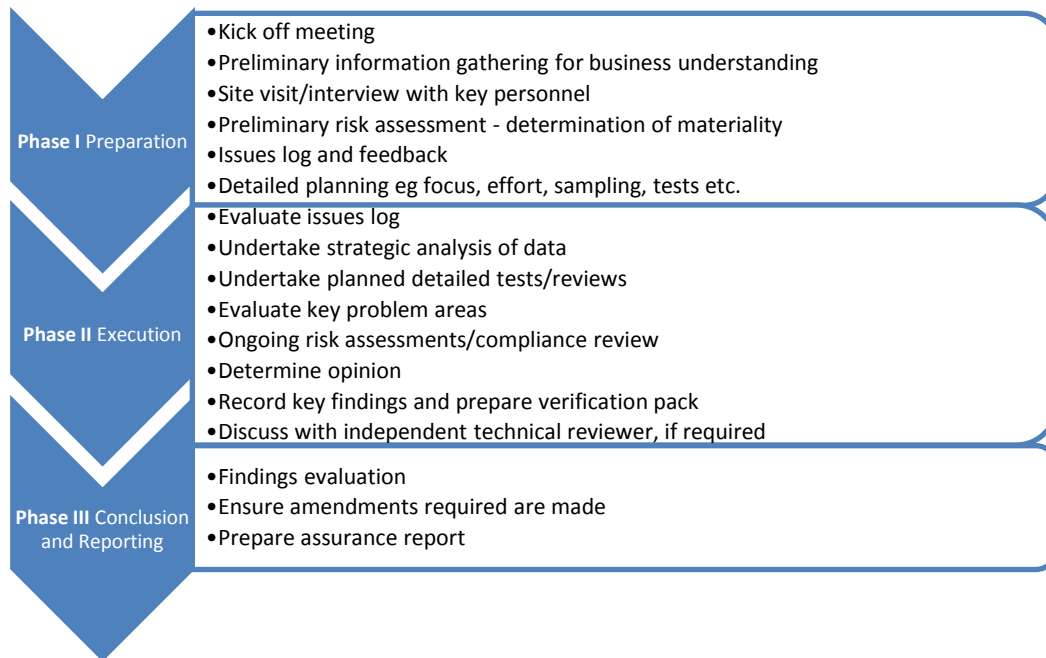 Phase I Preparation
•Kick off meeting
•Preliminary information gathering for business understanding
•Site visit/interview with key personnel
•Preliminary risk assessment - determination of materiality
•Issues log and feedback
•Detailed planning eg focus, effort, sampling, tests etc.
Phase II Execution
•Evaluate issues log
•Undertake strategic analysis of data
•Undertake planned detailed tests/reviews
•Evaluate key problem areas
•Ongoing risk assessments/compliance review
•Determine opinion
•Record key findings and prepare verification pack
•Discuss with independent technical reviewer, if required
Phase III Conclusion
and Reporting
•Findings evaluation
•Ensure amendments required are made
•Prepare assurance report